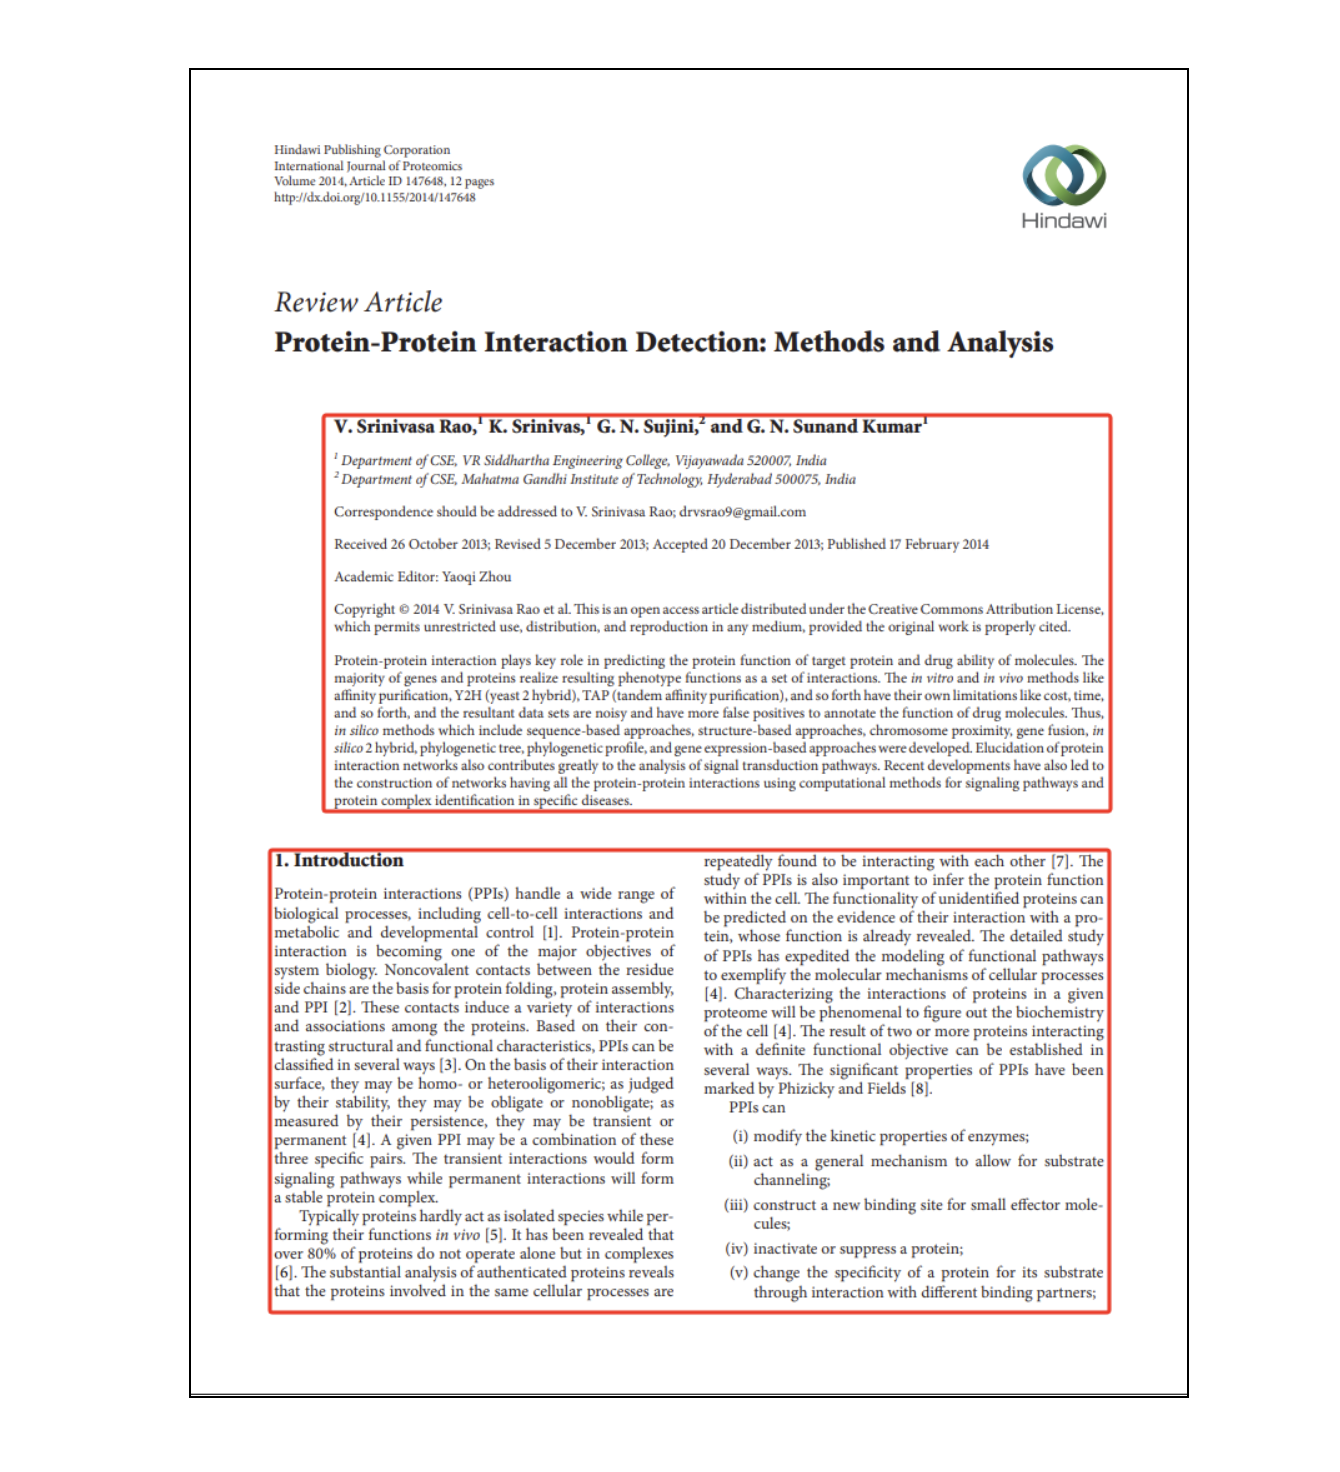 Hindawi Publishing Corporation
International Journal of Proteomics
Volume 2014, Article ID 147648, 12 pages
http://dx.doi.org/10.1155/2014/147648
Hindawi
Review Article
Protein-Protein Interaction Detection: Methods and Analysis
V. Srinivasa Rao,1 K. Srinivas,1 G. N. Sujini,2 and G. N. Sunand Kumar1
1 Department of CSE, VR Siddhartha Engineering College, Vijayawada 520007, India
2 Department of CSE, Mahatma Gandhi Institute of Technology, Hyderabad 500075, India
Correspondence should be addressed to V. Srinivasa Rao; drvsrao9@gmail.com
Received 26 October 2013; Revised 5 December 2013; Accepted 20 December 2013; Published 17 February 2014
Academic Editor: Yaoqi Zhou
Copyright © 2014 V. Srinivasa Rao et al. This is an open access article distributed under the Creative Commons Attribution License,
which permits unrestricted use, distribution, and reproduction in any medium, provided the original work is properly cited.
Protein-protein interaction plays key role in predicting the protein function of target protein and drug ability of molecules. The
majority of genes and proteins realize resulting phenotype functions as a set of interactions. The in vitro and in vivo methods like
affinity purification, Y2H (yeast 2 hybrid), TAP (tandem affinity purification), and so forth have their own limitations like cost, time,
and so forth, and the resultant data sets are noisy and have more false positives to annotate the function of drug molecules. Thus,
in silico methods which include sequence-based approaches, structure-based approaches, chromosome proximity, gene fusion, in
silico 2 hybrid, phylogenetic tree, phylogenetic profile, and gene expression-based approaches were developed. Elucidation of protein
interaction networks also contributes greatly to the analysis of signal transduction pathways. Recent developments have also led to
the construction of networks having all the protein-protein interactions using computational methods for signaling pathways and
protein complex identification in specific diseases.
1. Introduction
Protein-protein interactions (PPIs) handle a wide range of
biological processes, including cell-to-cell interactions and
metabolic and developmental control [1]. Protein-protein
interaction is becoming one of the major objectives of
system biology. Noncovalent contacts between the residue
side chains are the basis for protein folding, protein assembly,
and PPI [2]. These contacts induce a variety of interactions
and associations among the proteins. Based on their con-
trasting structural and functional characteristics, PPIs can be
classified in several ways [3]. On the basis of their interaction
surface, they may be homo- or heterooligomeric; as judged
by their stability, they may be obligate or nonobligate; as
measured by their persistence, they may be transient or
permanent [4]. A given PPI may be a combination of these
three specific pairs. The transient interactions would form
signaling pathways while permanent interactions will form
a stable protein complex.
Typically proteins hardly act as isolated species while per-
forming their functions in vivo [5]. It has been revealed that
over 80% of proteins do not operate alone but in complexes
[6]. The substantial analysis of authenticated proteins reveals
that the proteins involved in the same cellular processes are
repeatedly found to be interacting with each other [7]. The
study of PPIs is also important to infer the protein function
within the cell. The functionality of unidentified proteins can
be predicted on the evidence of their interaction with a pro-
tein, whose function is already revealed. The detailed study
of PPIs has expedited the modeling of functional pathways
to exemplify the molecular mechanisms of cellular processes
[4]. Characterizing the interactions of proteins in a given
proteome will be phenomenal to figure out the biochemistry
of the cell [4]. The result of two or more proteins interacting
with a definite functional objective can be established in
several ways. The significant properties of PPIs have been
marked by Phizicky and Fields [8].
PPIs can
(i) modify the kinetic properties of enzymes;
(ii) act as a general mechanism to allow for substrate
channeling;
(iii) construct a new binding site for small effector mole-
cules;
(iv) inactivate or suppress a protein;
(v) change the specificity of a protein for its substrate
through interaction with different binding partners;